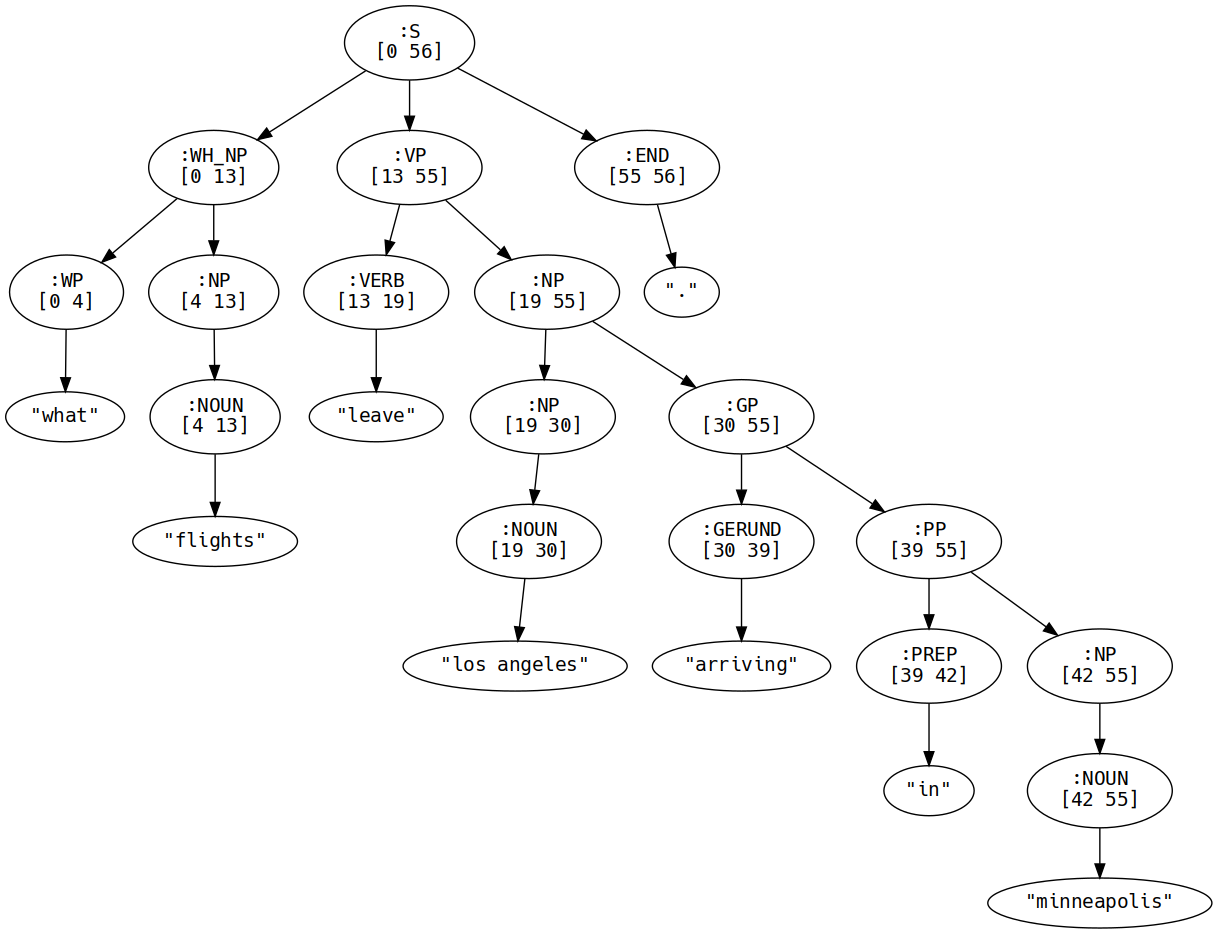 :S
[0 56]
:WH_NP
[0 13]
:VP
[13 55]
:END
[55 56]
:WP
[0 4]
:NP
[4 13]
:VERB
[13 19]
:NP
[19 55]
"."
"what"
:NOUN
[4 13]
"leave"
:NP
[19 30]
:GP
[30 55]
"flights"
:NOUN
[19 30]
:GERUND
[30 39]
:PP
[39 55]
"los angeles"
"arriving"
:PREP
[39 42]
:NP
[42 55]
"in"
:NOUN
[42 55]
"minneapolis"